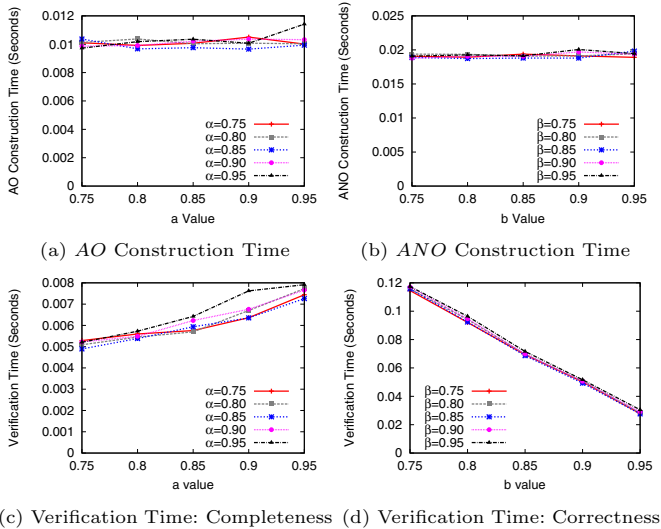 AO Construction Time (Seconds)
0.012
0.01
0.008
0.006
0.004
0.002
0
α=0.75
α=0.80
α=0.85
α=0.90
α=0.95
0.75 0.8 0.85 0.9 0.95
a Value
(a) AO Construction Time
ANO Construction Time (Seconds)
0.025
0.02
0.015
0.01
0.005
0
β=0.75
β=0.80
β=0.85
β=0.90
β=0.95
0.75 0.8 0.85 0.9 0.95
b Value
(b) ANO Construction Time
Verification Time (Seconds)
0.008
0.007
0.006
0.005
0.004
0.003
0.002
0.001
0
α=0.75
α=0.80
α=0.85
α=0.90
α=0.95
0.75 0.8 0.85 0.9 0.95
a value
(c) Verification Time: Completeness
Verification Time (Seconds)
0.12
0.1
0.08
0.06
0.04
0.02
0
β=0.75
β=0.80
β=0.85
β=0.90
β=0.95
0.75 0.8 0.85 0.9 0.95
b value
(d) Verification Time: Correctness